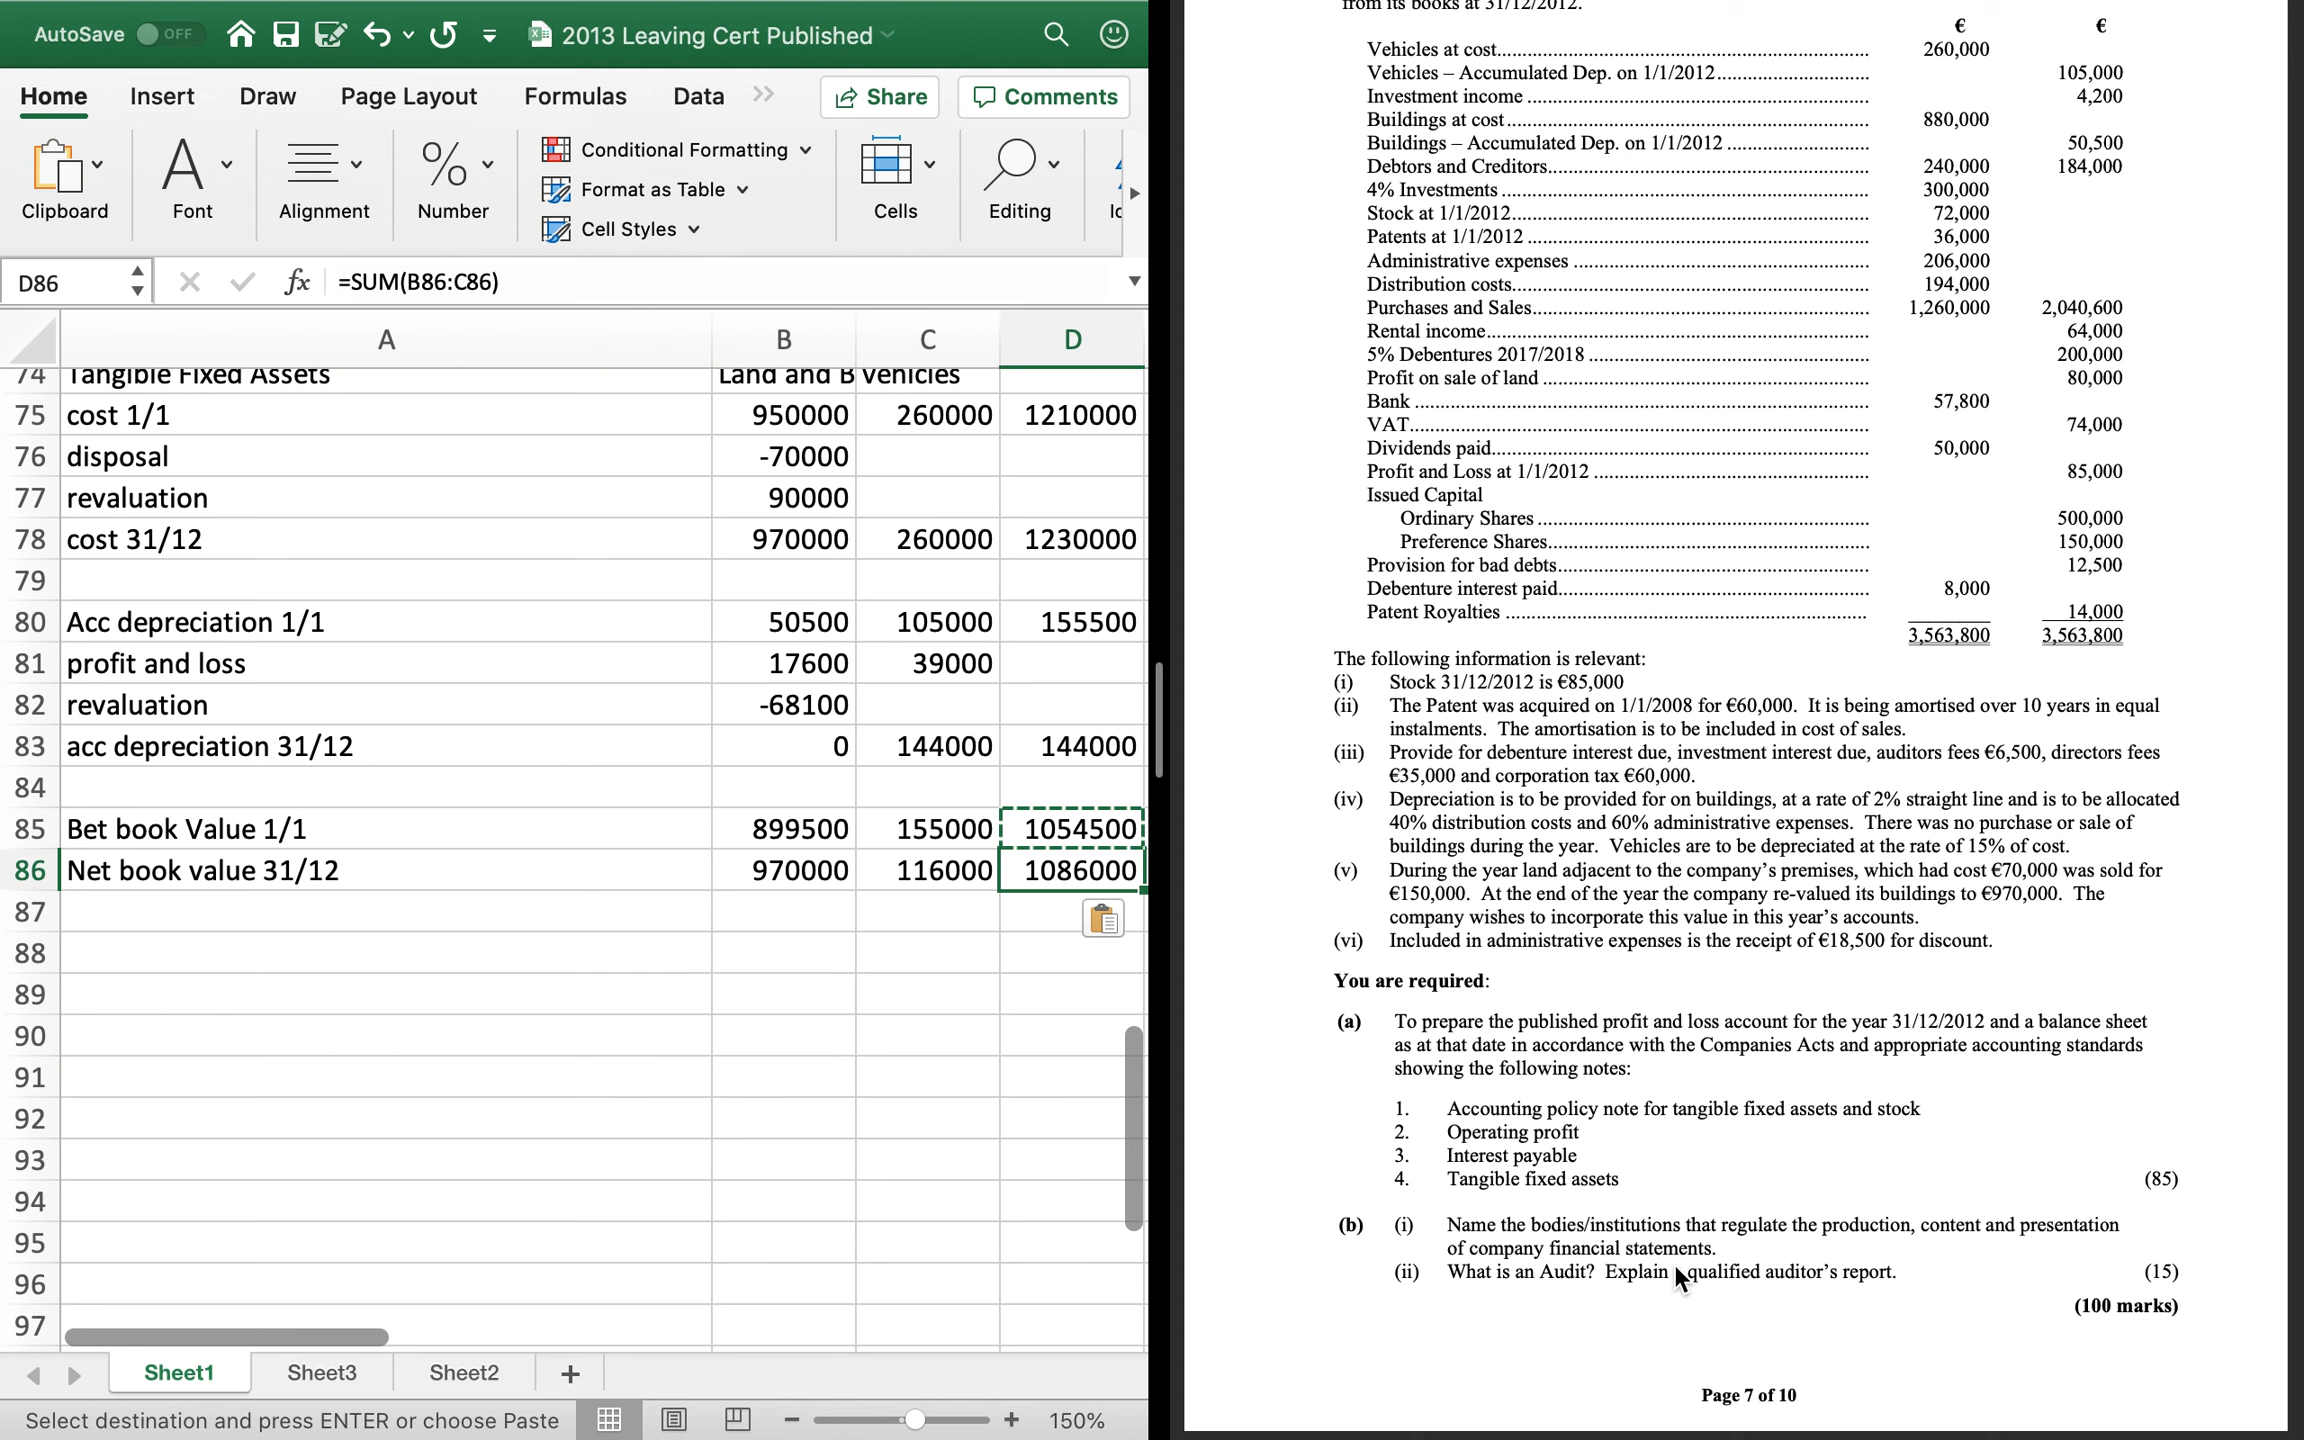 AutoSave OFF 2013 Leaving Cert Published
Home Insert Draw Page Layout Formulas Data Share Comments
Clipboard Font Alignment Number Conditional Formatting Format as Table Cell Styles Cells Editing
D86 fx =SUM(B86:C86)
A B C D
74 Tangible Fixed Assets Land and B Vehicles
75 cost 1/1 950000 260000 1210000
76 disposal -70000
77 revaluation 90000
78 cost 31/12 970000 260000 1230000
79
80 Acc depreciation 1/1 50500 105000 155500
81 profit and loss 17600 39000
82 revaluation -68100
83 acc depreciation 31/12 0 144000 144000
84
85 Bet book Value 1/1 899500 155000 1054500
86 Net book value 31/12 970000 116000 1086000
87
88
89
90
91
92
93
94
95
96
97
Sheet1 Sheet3 Sheet2 +
Select destination and press ENTER or choose Paste 150%
from its books at 31/12/2012.
€ €
Vehicles at cost 260,000
Vehicles – Accumulated Dep. on 1/1/2012 105,000
Investment income 4,200
Buildings at cost 880,000
Buildings – Accumulated Dep. on 1/1/2012 50,500
Debtors and Creditors 240,000 184,000
4% Investments 300,000
Stock at 1/1/2012 72,000
Patents at 1/1/2012 36,000
Administrative expenses 206,000
Distribution costs 194,000
Purchases and Sales 1,260,000 2,040,600
Rental income 64,000
5% Debentures 2017/2018 200,000
Profit on sale of land 80,000
Bank 57,800
VAT 74,000
Dividends paid 50,000
Profit and Loss at 1/1/2012 85,000
Issued Capital
Ordinary Shares 500,000
Preference Shares 150,000
Provision for bad debts 12,500
Debenture interest paid 8,000
Patent Royalties 14,000
3,563,800 3,563,800
The following information is relevant:
(i) Stock 31/12/2012 is €85,000
(ii) The Patent was acquired on 1/1/2008 for €60,000. It is being amortised over 10 years in equal
instalments. The amortisation is to be included in cost of sales.
(iii) Provide for debenture interest due, investment interest due, auditors fees €6,500, directors fees
€35,000 and corporation tax €60,000.
(iv) Depreciation is to be provided for on buildings, at a rate of 2% straight line and is to be allocated
40% distribution costs and 60% administrative expenses. There was no purchase or sale of
buildings during the year. Vehicles are to be depreciated at the rate of 15% of cost.
(v) During the year land adjacent to the company's premises, which had cost €70,000 was sold for
€150,000. At the end of the year the company re-valued its buildings to €970,000. The
company wishes to incorporate this value in this year's accounts.
(vi) Included in administrative expenses is the receipt of €18,500 for discount.
You are required:
(a) To prepare the published profit and loss account for the year 31/12/2012 and a balance sheet
as at that date in accordance with the Companies Acts and appropriate accounting standards
showing the following notes:
1. Accounting policy note for tangible fixed assets and stock
2. Operating profit
3. Interest payable
4. Tangible fixed assets (85)
(b) (i) Name the bodies/institutions that regulate the production, content and presentation
of company financial statements.
(ii) What is an Audit? Explain qualified auditor's report. (15)
(100 marks)
Page 7 of 10